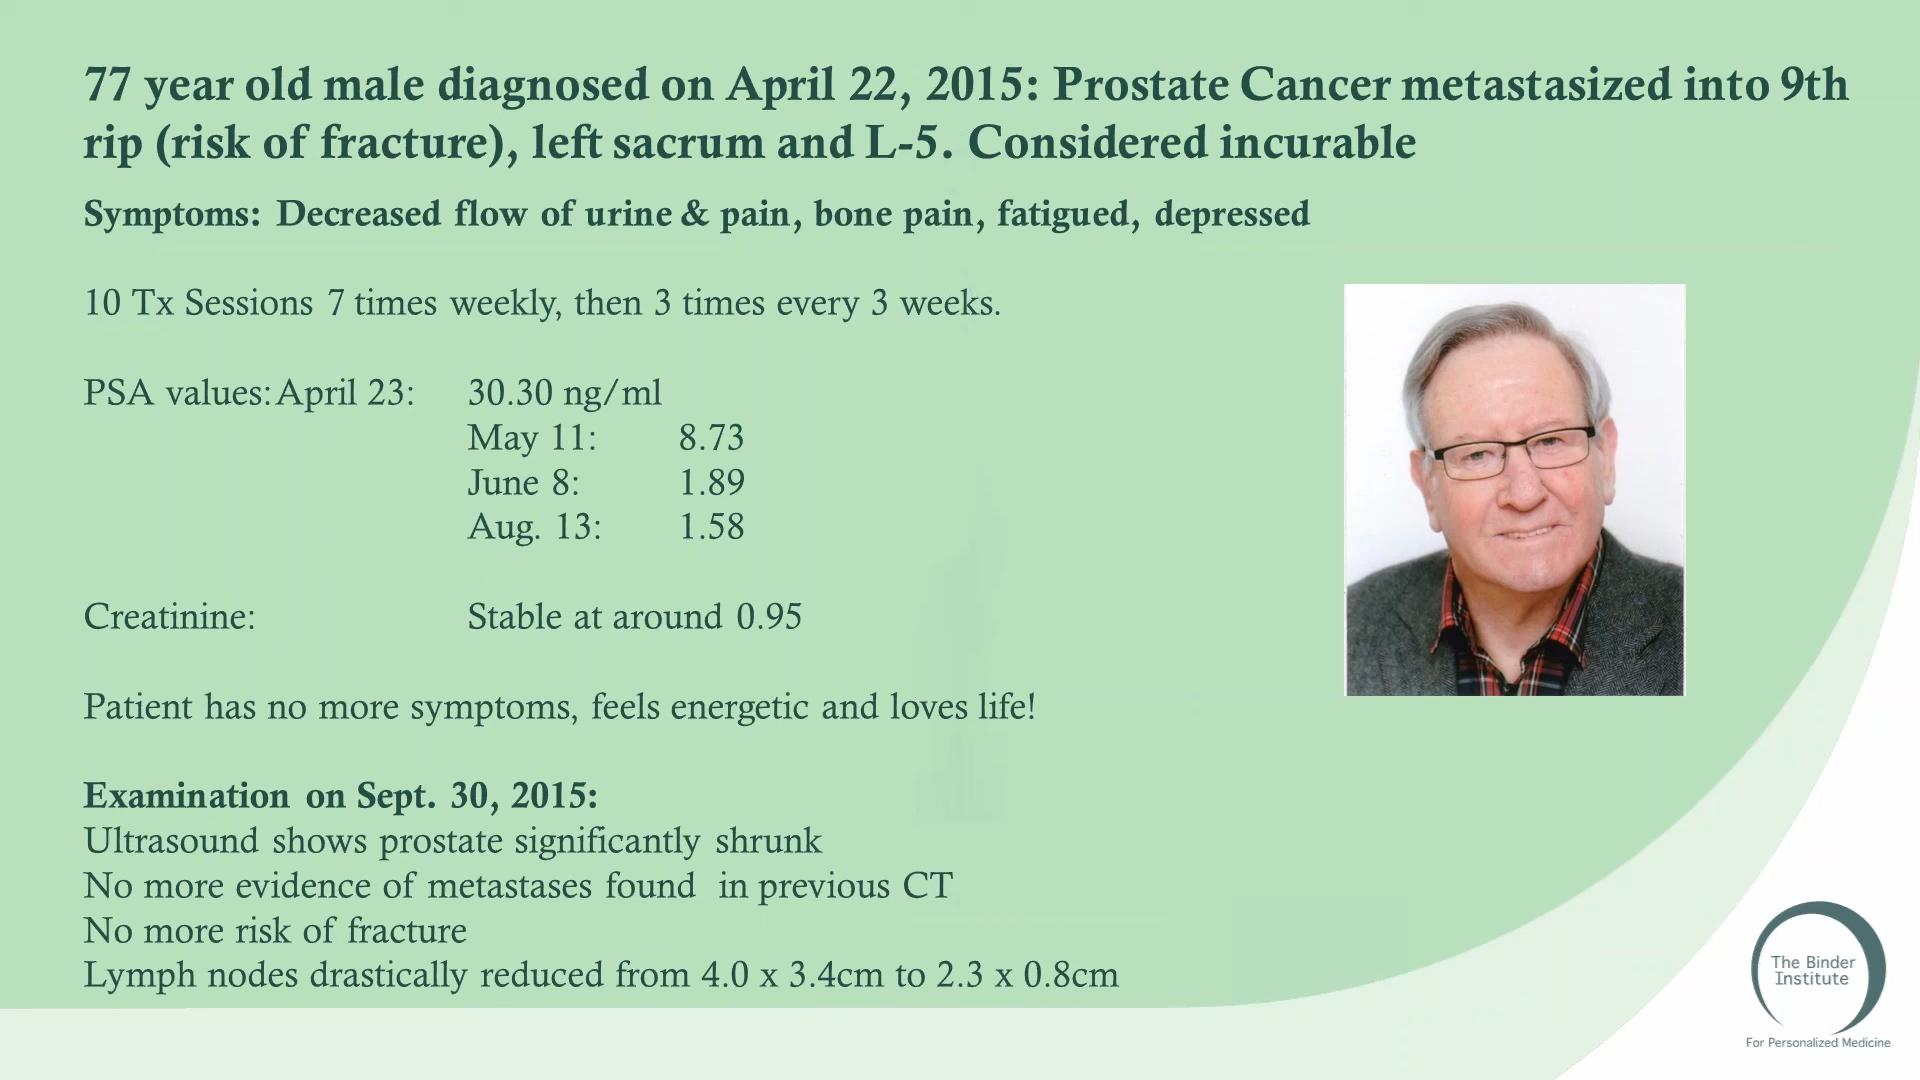 77 year old male diagnosed on April 22, 2015: Prostate Cancer metastasized into 9th
rip (risk of fracture), left sacrum and L-5. Considered incurable
Symptoms: Decreased flow of urine & pain, bone pain, fatigued, depressed
10 Tx Sessions 7 times weekly, then 3 times every 3 weeks.
PSA values: April 23: 30.30 ng/ml
May 11: 8.73
June 8: 1.89
Aug. 13: 1.58
Creatinine: Stable at around 0.95
Patient has no more symptoms, feels energetic and loves life!
Examination on Sept. 30, 2015:
Ultrasound shows prostate significantly shrunk
No more evidence of metastases found in previous CT
No more risk of fracture
Lymph nodes drastically reduced from 4.0 x 3.4cm to 2.3 x 0.8cm
The Binder
Institute
For Personalized Medicine